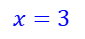 x = 3